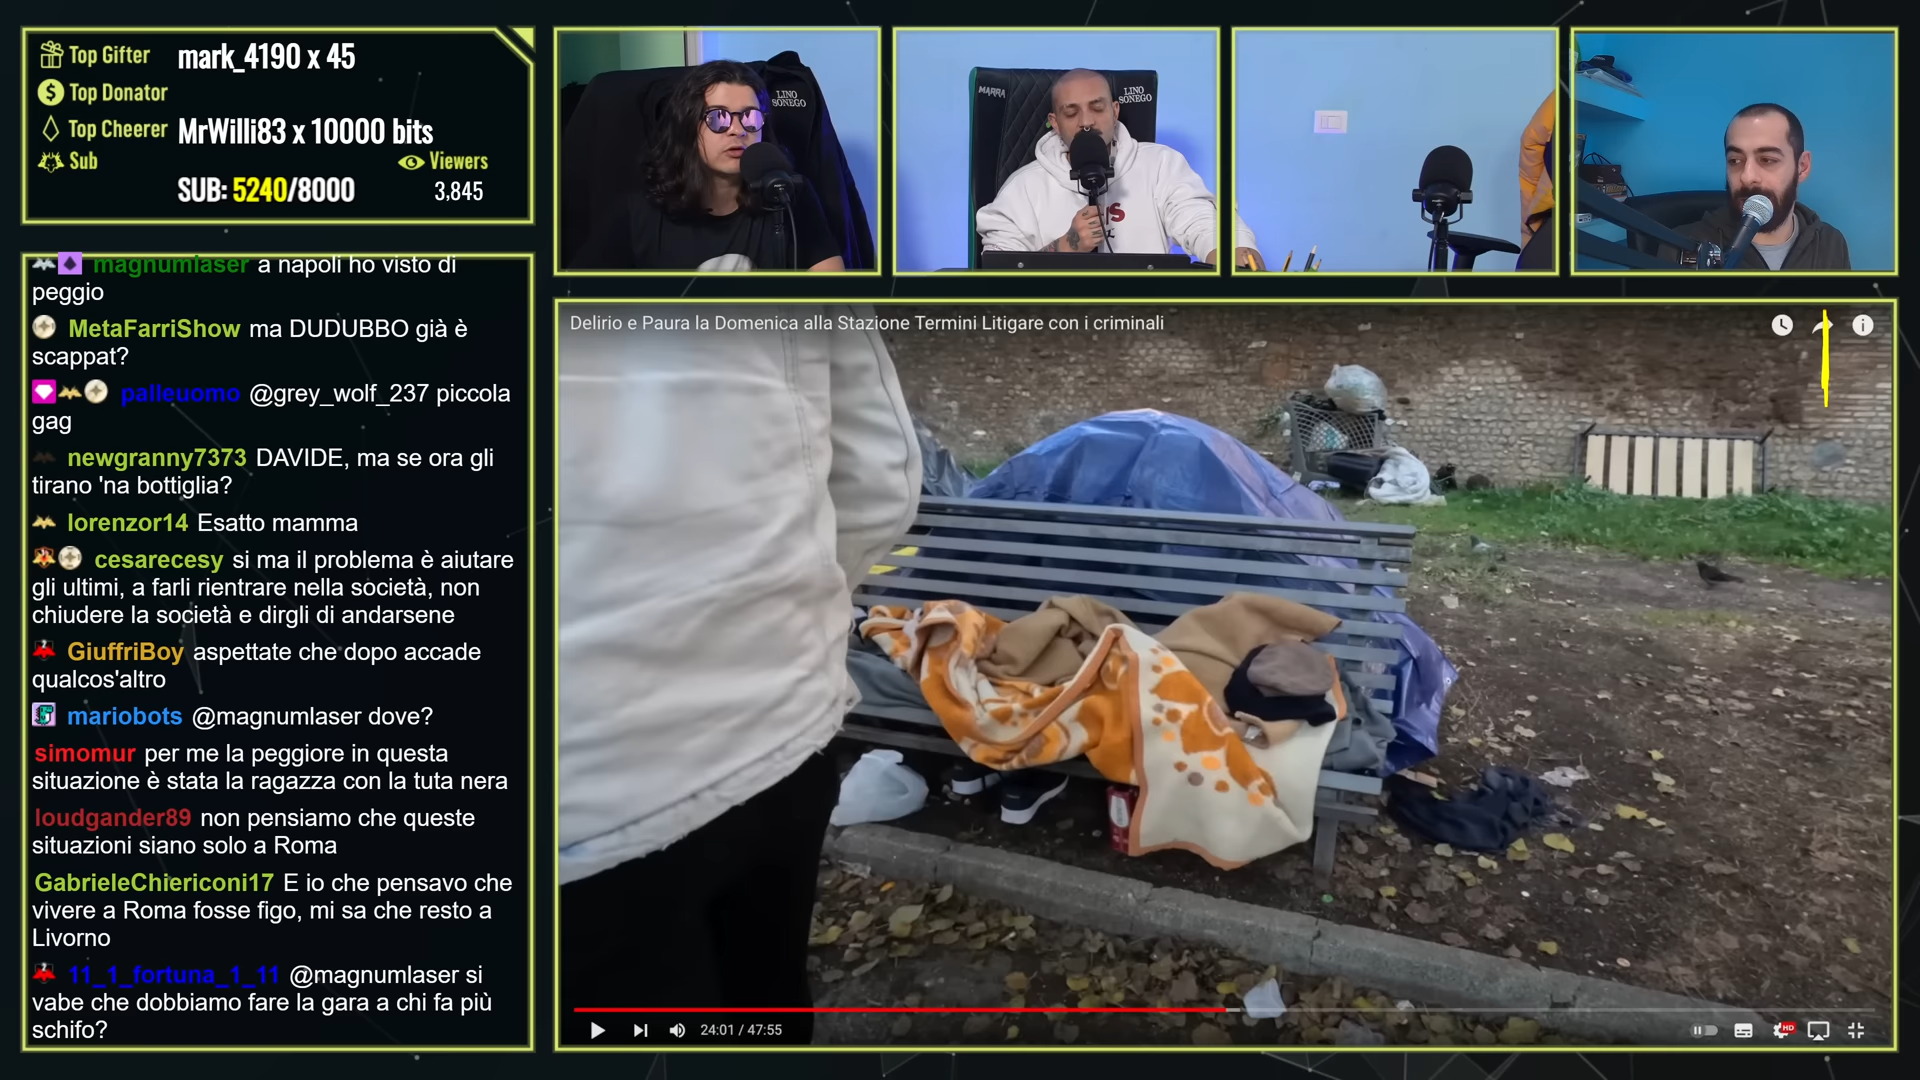 Top Gifter mark_4190 x 45
Top Donator
Top Cheerer MrWilli83 x 10000 bits
Sub Viewers
SUB: 5240/8000 3,845
magnumlaser a napoli ho visto di
peggio
MetaFarriShow ma DUDUBBO già è
scappat?
palleuomo @grey_wolf_237 piccola
gag
newgranny7373 DAVIDE, ma se ora gli
tirano 'na bottiglia?
lorenzor14 Esatto mamma
cesarecesy si ma il problema è aiutare
gli ultimi, a farli rientrare nella società, non
chiudere la società e dirgli di andarsene
GiuffriBoy aspettate che dopo accade
qualcos'altro
mariobots @magnumlaser dove?
simomur per me la peggiore in questa
situazione è stata la ragazza con la tuta nera
loudgander89 non pensiamo che queste
situazioni siano solo a Roma
GabrieleChiericoni17 E io che pensavo che
vivere a Roma fosse figo, mi sa che resto a
Livorno
11_1_fortuna_1_11 @magnumlaser si
vabe che dobbiamo fare la gara a chi fa più
schifo?
LINO
SONEGO
MARRA
LINO
SONEGO
Delirio e Paura la Domenica alla Stazione Termini Litigare con i criminali
24:01 / 47:55
HD